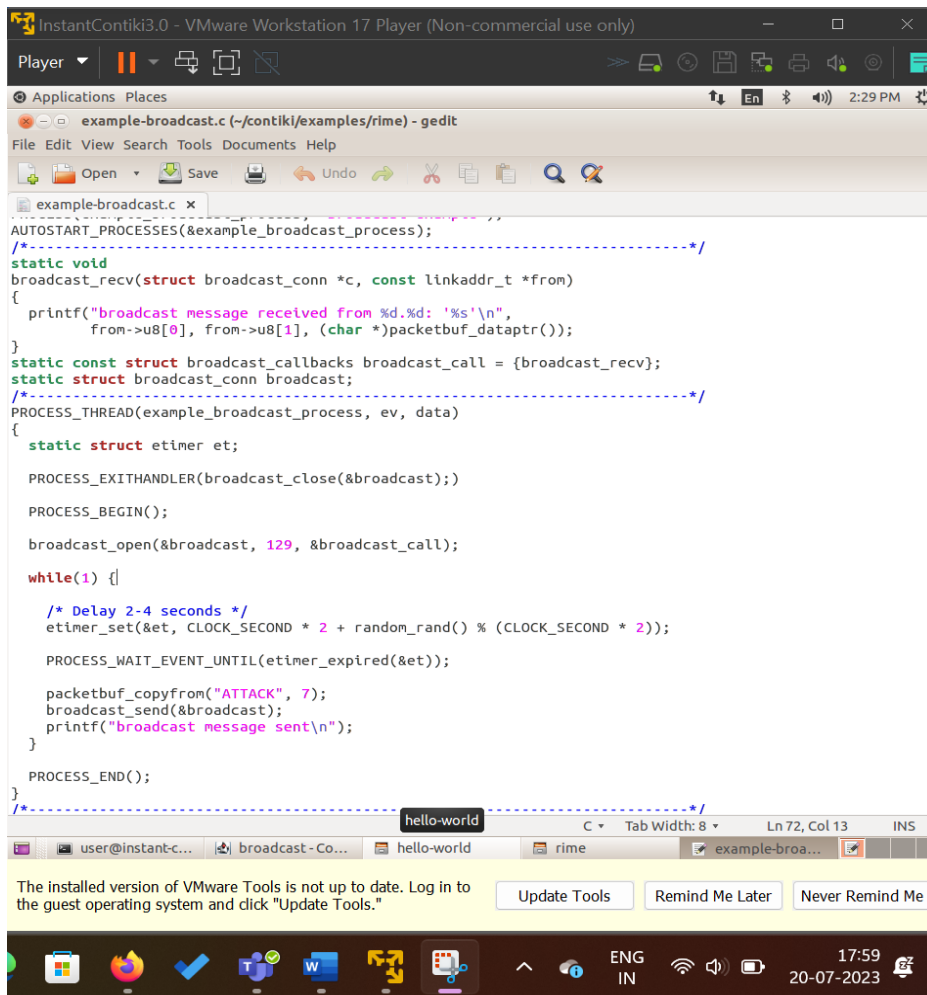 InstantContiki3.0 - VMware Workstation 17 Player (Non-commercial use only)
Player
Applications Places En 2:29 PM
example-broadcast.c (~/contiki/examples/rime) - gedit
File Edit View Search Tools Documents Help
Open Save Undo
example-broadcast.c x
AUTOSTART_PROCESSES(&example_broadcast_process);
/*---------------------------------------------------------------------------*/
static void
broadcast_recv(struct broadcast_conn *c, const linkaddr_t *from)
{
  printf("broadcast message received from %d.%d: '%s'\n",
         from->u8[0], from->u8[1], (char *)packetbuf_dataptr());
}
static const struct broadcast_callbacks broadcast_call = {broadcast_recv};
static struct broadcast_conn broadcast;
/*---------------------------------------------------------------------------*/
PROCESS_THREAD(example_broadcast_process, ev, data)
{
  static struct etimer et;
  PROCESS_EXITHANDLER(broadcast_close(&broadcast);)
  PROCESS_BEGIN();
  broadcast_open(&broadcast, 129, &broadcast_call);
  while(1) {
    /* Delay 2-4 seconds */
    etimer_set(&et, CLOCK_SECOND * 2 + random_rand() % (CLOCK_SECOND * 2));
    PROCESS_WAIT_EVENT_UNTIL(etimer_expired(&et));
    packetbuf_copyfrom("ATTACK", 7);
    broadcast_send(&broadcast);
    printf("broadcast message sent\n");
  }
  PROCESS_END();
}
/*---------------------------------------------------------------------------*/
hello-world
C Tab Width: 8 Ln 72, Col 13 INS
user@instant-c... broadcast - Co... hello-world rime example-broa...
The installed version of VMware Tools is not up to date. Log in to
the guest operating system and click "Update Tools."
Update Tools Remind Me Later Never Remind Me
ENG
IN
17:59
20-07-2023